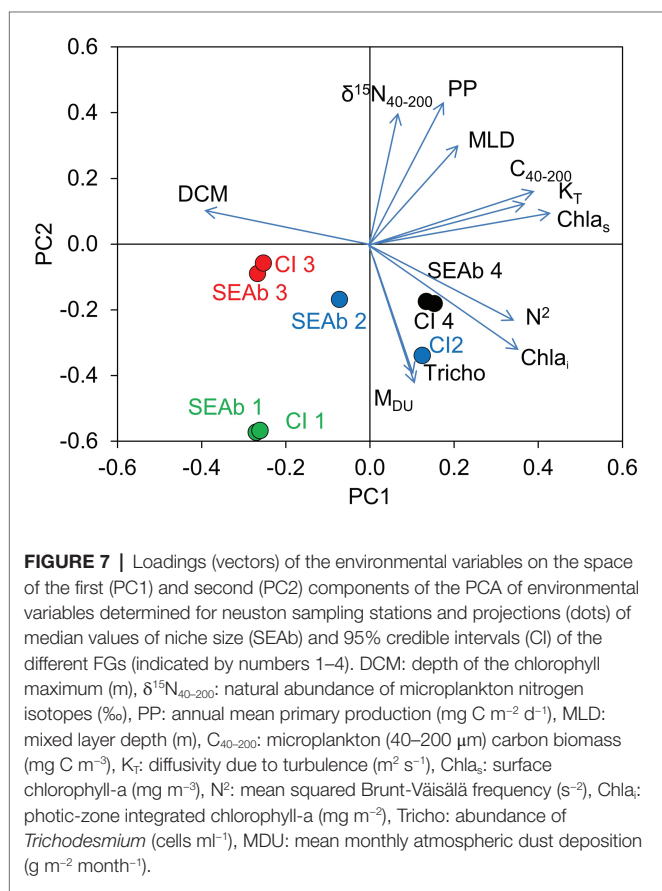 0.6
0.4
0.2
0.0
-0.2
-0.4
-0.6
PC2
δ¹⁵N₄₀₋₂₀₀
PP
MLD
C₄₀₋₂₀₀
K_T
Chlaₛ
DCM
CI 3
SEAb 3
SEAb 2
SEAb 4
CI 4
N²
CI2
Chlaᵢ
Tricho
M_DU
SEAb 1
CI 1
-0.6 -0.4 -0.2 0.0 0.2 0.4 0.6
PC1
FIGURE 7 | Loadings (vectors) of the environmental variables on the space
of the first (PC1) and second (PC2) components of the PCA of environmental
variables determined for neuston sampling stations and projections (dots) of
median values of niche size (SEAb) and 95% credible intervals (CI) of the
different FGs (indicated by numbers 1–4). DCM: depth of the chlorophyll
maximum (m), δ¹⁵N₄₀₋₂₀₀: natural abundance of microplankton nitrogen
isotopes (‰), PP: annual mean primary production (mg C m⁻² d⁻¹), MLD:
mixed layer depth (m), C₄₀₋₂₀₀: microplankton (40–200 μm) carbon biomass
(mg C m⁻³), K_T: diffusivity due to turbulence (m² s⁻¹), Chlaₛ: surface
chlorophyll-a (mg m⁻³), N²: mean squared Brunt-Väisälä frequency (s⁻²), Chlaᵢ:
photic-zone integrated chlorophyll-a (mg m⁻²), Tricho: abundance of
Trichodesmium (cells ml⁻¹), MDU: mean monthly atmospheric dust deposition
(g m⁻² month⁻¹).